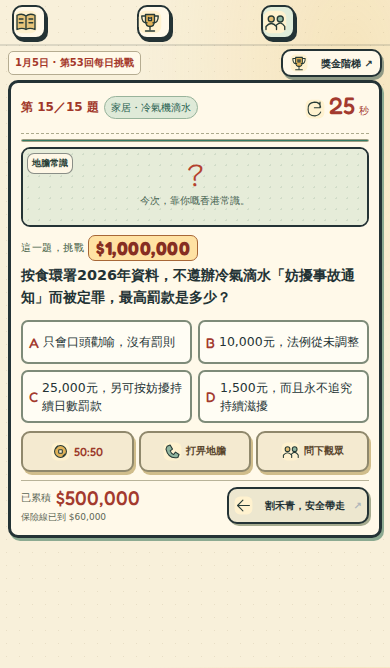 1月5日·第53回每日挑戰
獎金階梯 ↗
第 15／15 題
家居·冷氣機滴水
25 秒
地膽常識
?
今次，靠你嘅香港常識。
這一題，挑戰 $1,000,000
按食環署2026年資料，不遵辦冷氣滴水「妨擾事故通
知」而被定罪，最高罰款是多少？
A 只會口頭勸喻，沒有罰則
B 10,000元，法例從未調整
C 25,000元，另可按妨擾持
續日數罰款
D 1,500元，而且永不追究
持續滋擾
50:50
打畀地膽
問下觀眾
已累積 $500,000
保險線已到 $60,000
← 割禾青，安全帶走 ↗